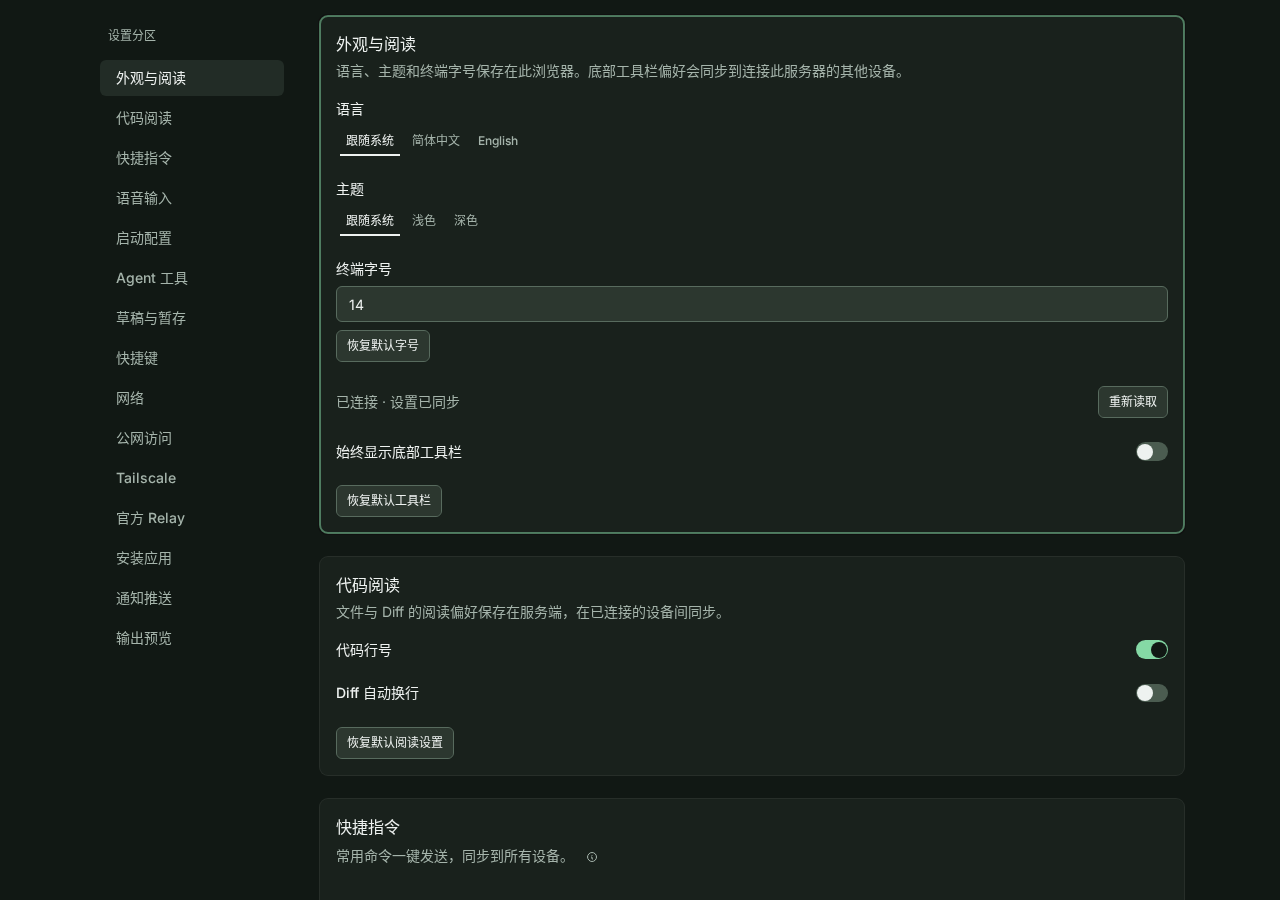 设置分区
外观与阅读
代码阅读
快捷指令
语音输入
启动配置
Agent 工具
草稿与暂存
快捷键
网络
公网访问
Tailscale
官方 Relay
安装应用
通知推送
输出预览
外观与阅读
语言、主题和终端字号保存在此浏览器。底部工具栏偏好会同步到连接此服务器的其他设备。
语言
跟随系统 简体中文 English
主题
跟随系统 浅色 深色
终端字号
14
恢复默认字号
已连接 · 设置已同步 重新读取
始终显示底部工具栏
恢复默认工具栏
代码阅读
文件与 Diff 的阅读偏好保存在服务端，在已连接的设备间同步。
代码行号
Diff 自动换行
恢复默认阅读设置
快捷指令
常用命令一键发送，同步到所有设备。